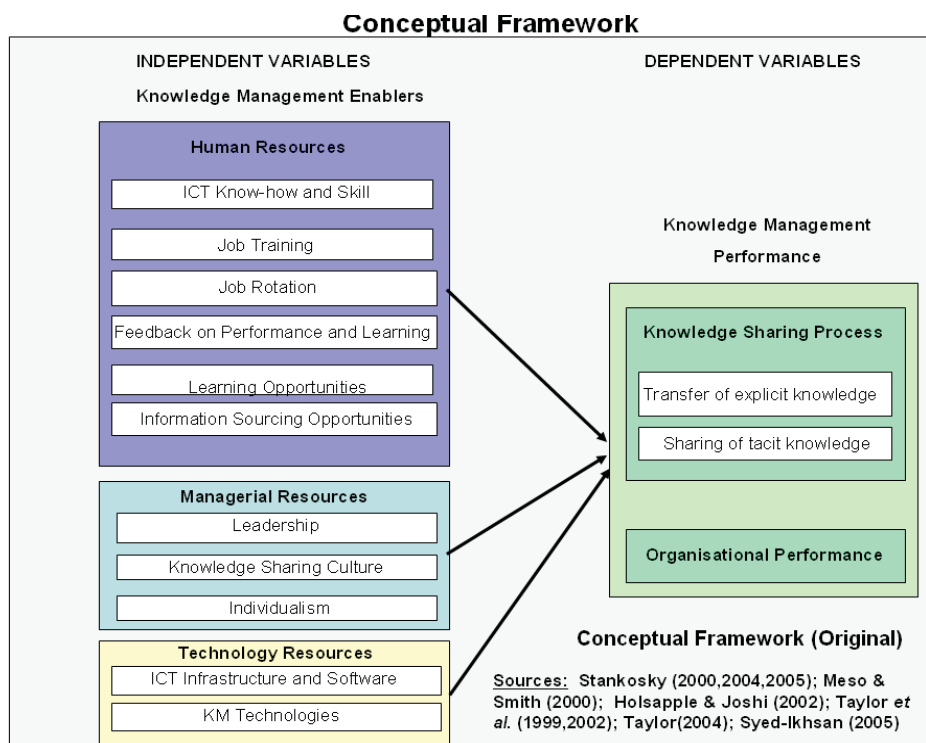 Conceptual Framework
INDEPENDENT VARIABLES
Knowledge Management Enablers
Human Resources
ICT Know-how and Skill
Job Training
Job Rotation
Feedback on Performance and Learning
Learning Opportunities
Information Sourcing Opportunities
Managerial Resources
Leadership
Knowledge Sharing Culture
Individualism
Technology Resources
ICT Infrastructure and Software
KM Technologies
DEPENDENT VARIABLES
Knowledge Management
Performance
Knowledge Sharing Process
Transfer of explicit knowledge
Sharing of tacit knowledge
Organisational Performance
Conceptual Framework (Original)
Sources: Stankosky (2000,2004,2005); Meso &
Smith (2000); Holsapple & Joshi (2002); Taylor et
al. (1999,2002); Taylor(2004); Syed-Ikhsan (2005)